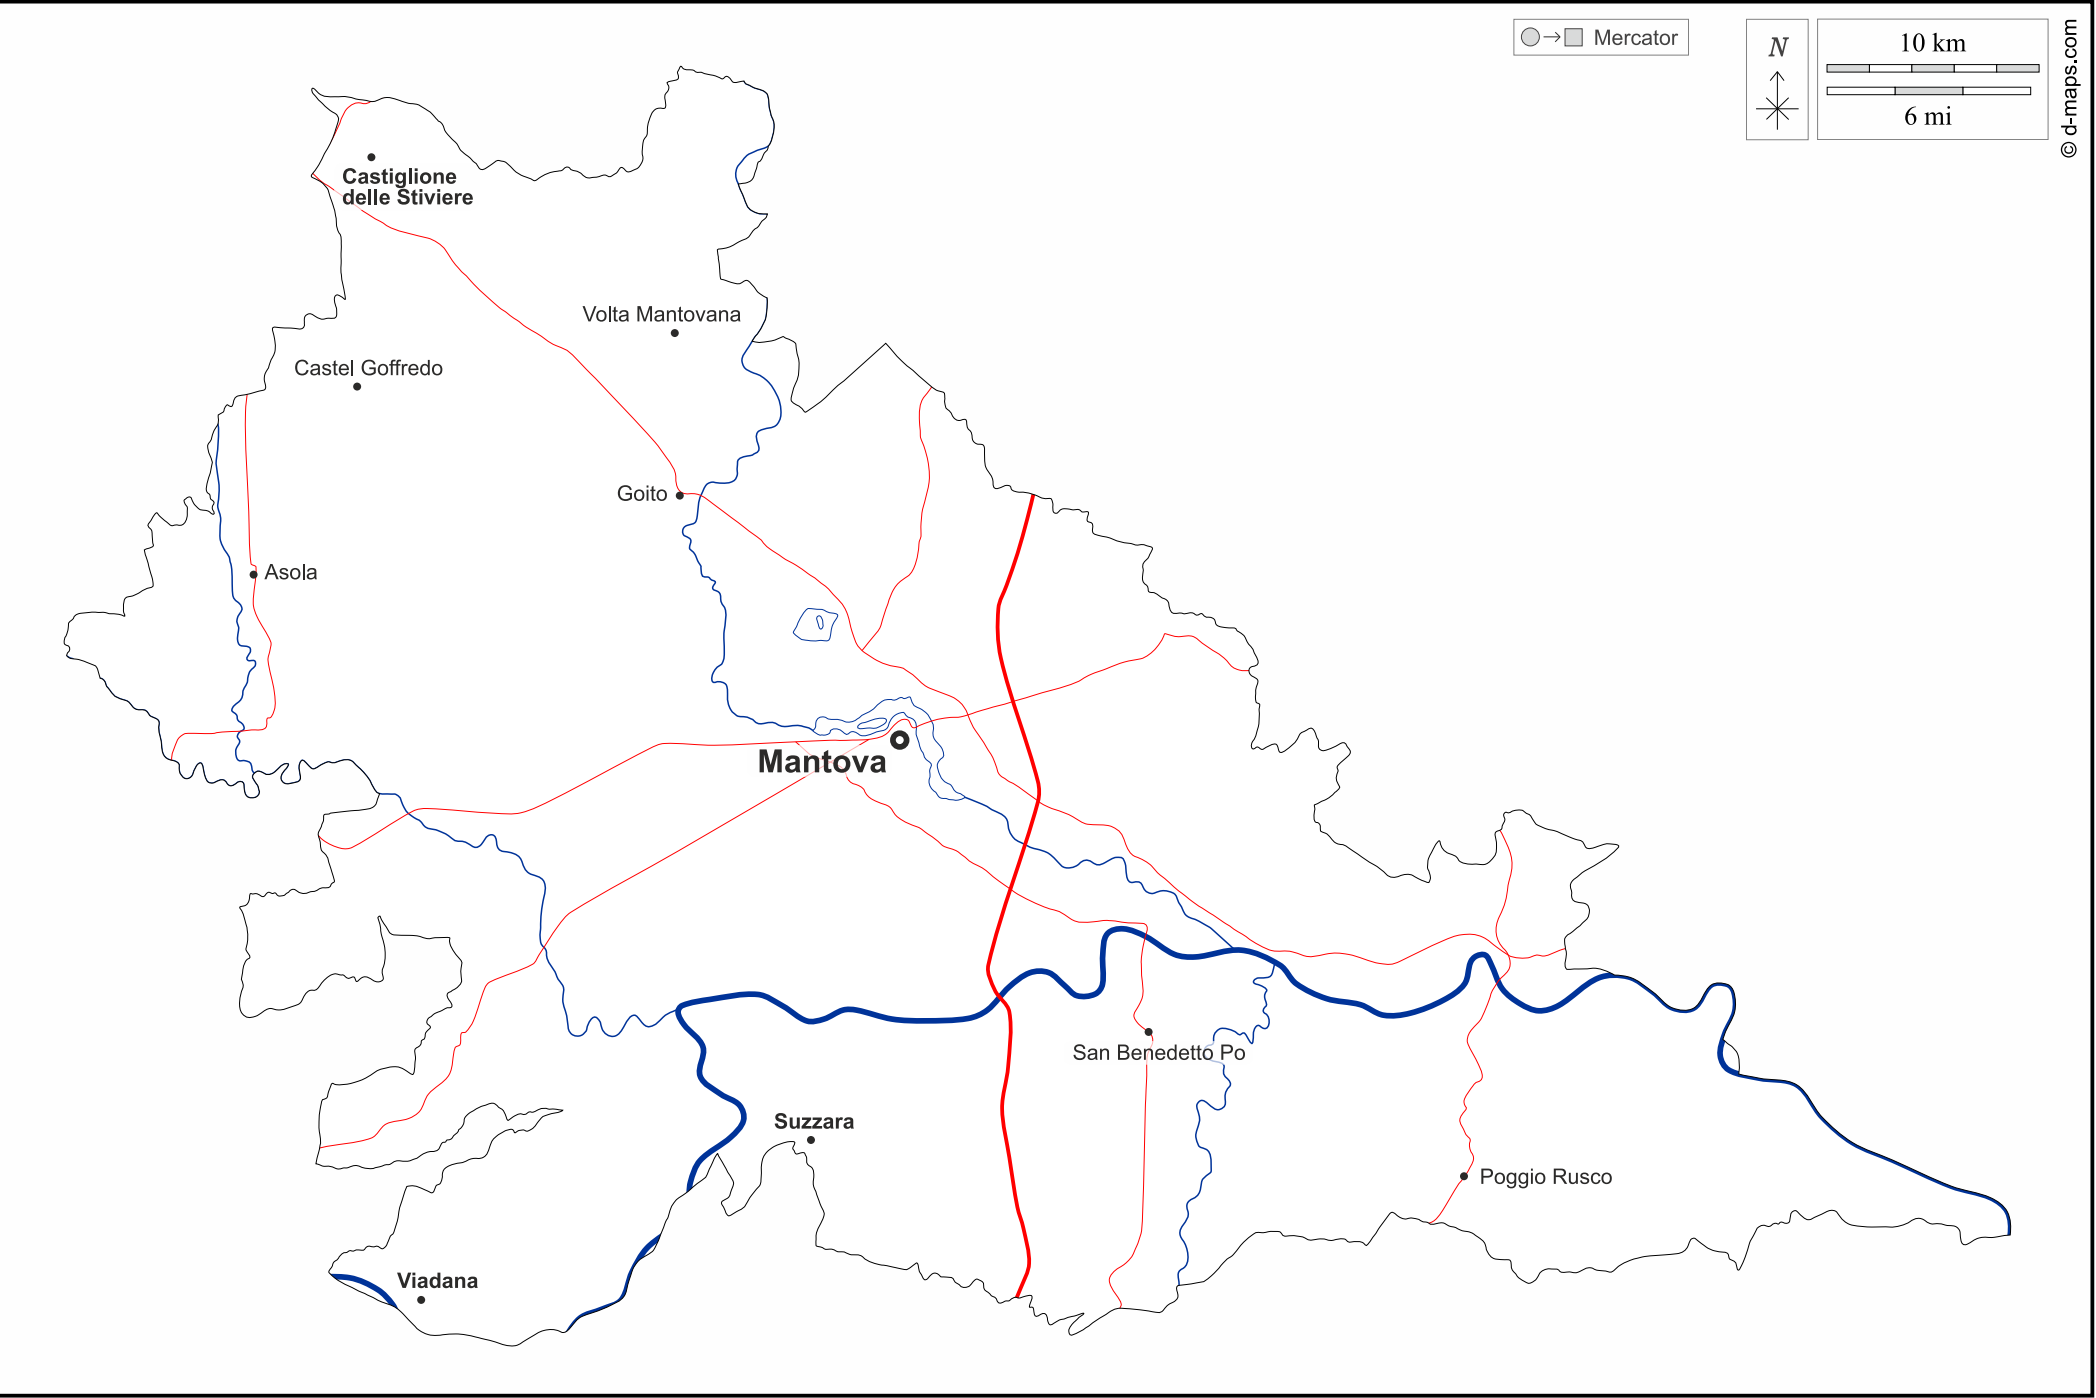 Mercator
N
10 km
6 mi
© d-maps.com
Castiglione
delle Stiviere
Volta Mantovana
Castel Goffredo
Goito
Asola
Mantova
San Benedetto Po
Suzzara
Poggio Rusco
Viadana